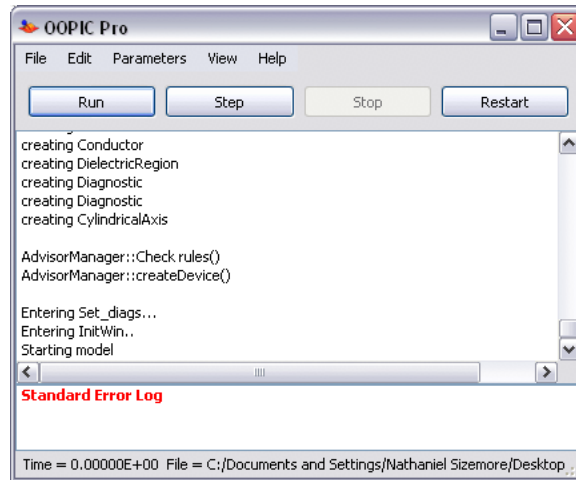 OOPIC Pro
File Edit Parameters View Help
Run Step Stop Restart
creating Conductor
creating DielectricRegion
creating Diagnostic
creating Diagnostic
creating CylindricalAxis
AdvisorManager::Check rules()
AdvisorManager::createDevice()
Entering Set_diags...
Entering InitWin..
Starting model
Standard Error Log
Time = 0.00000E+00 File = C:/Documents and Settings/Nathaniel Sizemore/Desktop